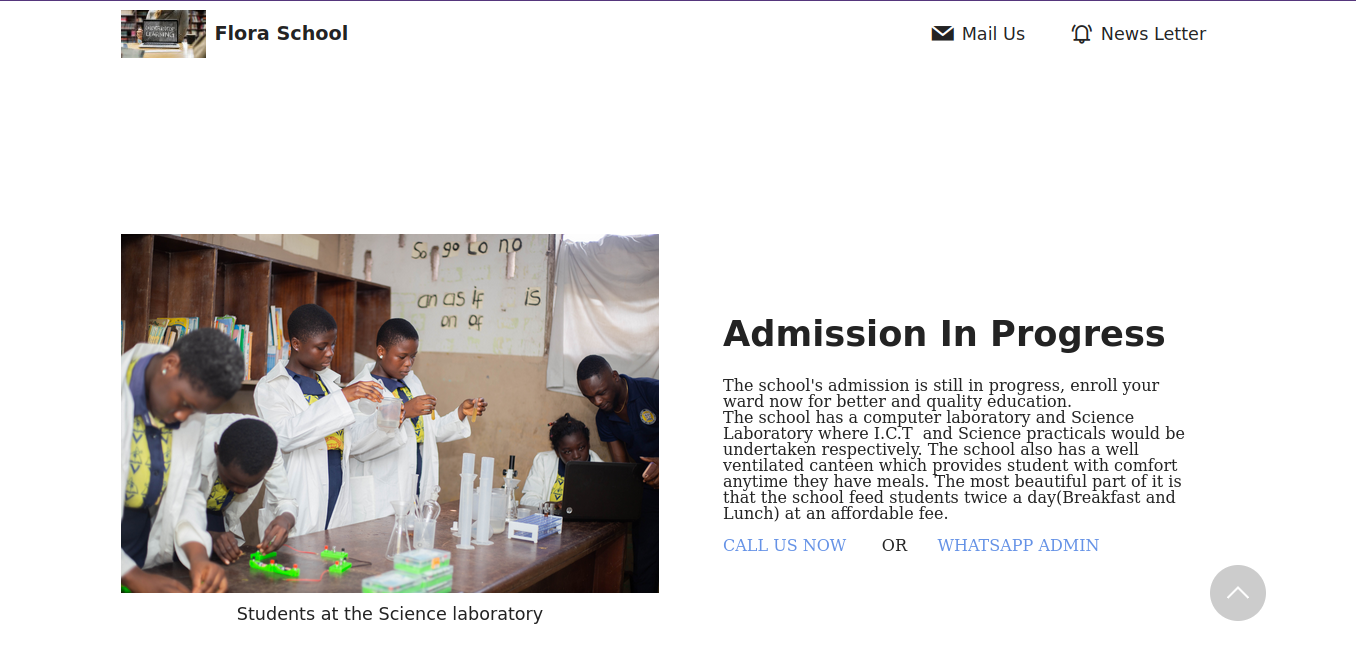 Flora School
Mail Us
News Letter
LEARNING
So go to no
an as if is
on of
Admission In Progress
The school's admission is still in progress, enroll your
ward now for better and quality education.
The school has a computer laboratory and Science
Laboratory where I.C.T  and Science practicals would be
undertaken respectively. The school also has a well
ventilated canteen which provides student with comfort
anytime they have meals. The most beautiful part of it is
that the school feed students twice a day(Breakfast and
Lunch) at an affordable fee.
CALL US NOW OR WHATSAPP ADMIN
Students at the Science laboratory